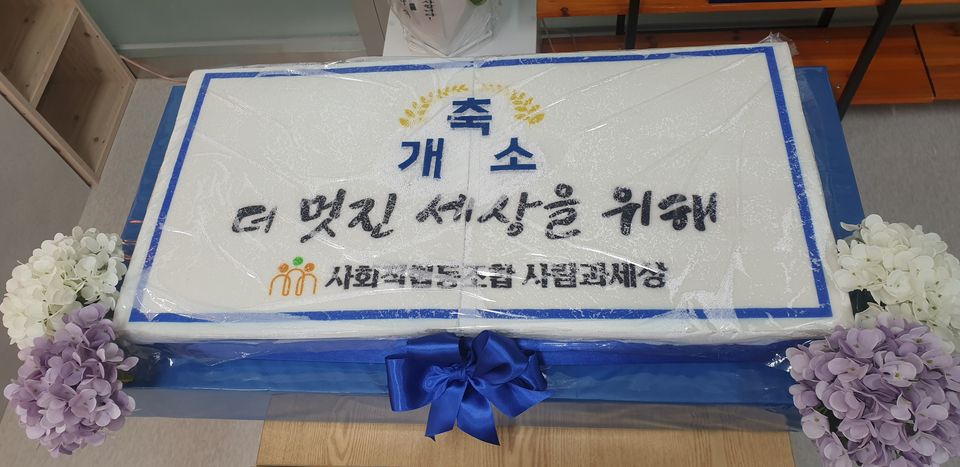 축
개 소
더 멋진 세상을 위해
사회적협동조합 사람과세상